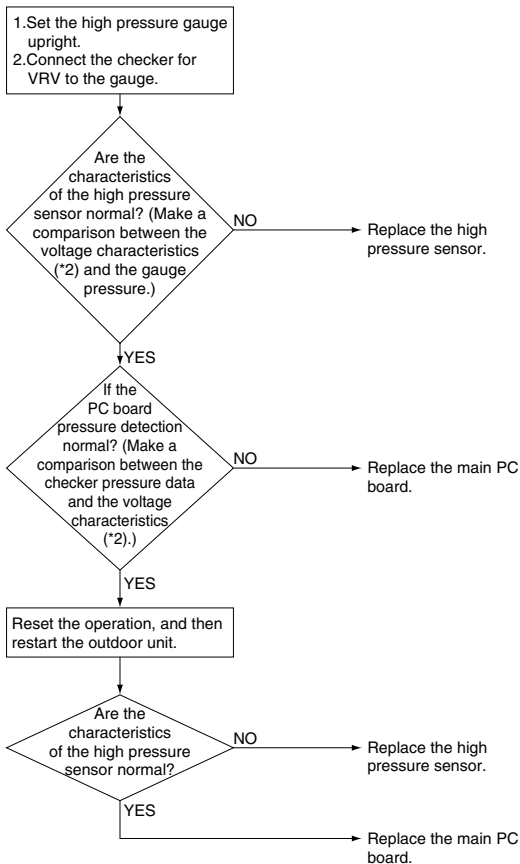 1.Set the high pressure gauge
upright.
2.Connect the checker for
VRV to the gauge.
Are the
characteristics
of the high pressure
sensor normal? (Make a
comparison between the
voltage characteristics
(*2) and the gauge
pressure.)
NO
Replace the high
pressure sensor.
YES
If the
PC board
pressure detection
normal? (Make a
comparison between the
checker pressure data
and the voltage
characteristics
(*2).)
NO
Replace the main PC
board.
YES
Reset the operation, and then
restart the outdoor unit.
Are the
characteristics
of the high pressure
sensor normal?
NO
Replace the high
pressure sensor.
YES
Replace the main PC
board.